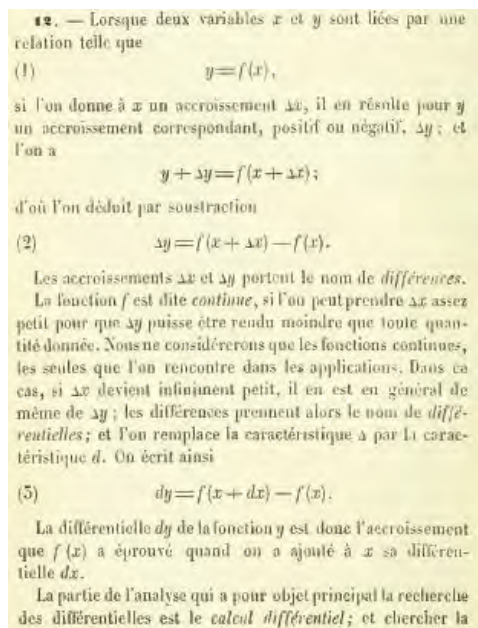 12. — Lorsque deux variables x et y sont liées par une
relation telle que
(1) y=f(x),
si l'on donne à x un accroissement Δx, il en résulte pour y
un accroissement correspondant, positif ou négatif, Δy; et
l'on a
y+Δy=f(x+Δx);
d'où l'on déduit par soustraction
(2) Δy=f(x+Δx)—f(x).
Les accroissements Δx et Δy portent le nom de différences.
La fonction f est dite continue, si l'on peut prendre Δx assez
petit pour que Δy puisse être rendu moindre que toute quan-
tité donnée. Nous ne considérerons que les fonctions continues,
les seules que l'on rencontre dans les applications. Dans ce
cas, si Δx devient infiniment petit, il en est en général de
même de Δy; les différences prennent alors le nom de diffé-
rentielles; et l'on remplace la caractéristique Δ par la carac-
téristique d. On écrit ainsi
(3) dy=f(x+dx)—f(x).
La différentielle dy de la fonction y est donc l'accroissement
que f(x) a éprouvé quand on a ajouté à x sa différen-
tielle dx.
La partie de l'analyse qui a pour objet principal la recherche
des différentielles est le calcul différentiel; et chercher la